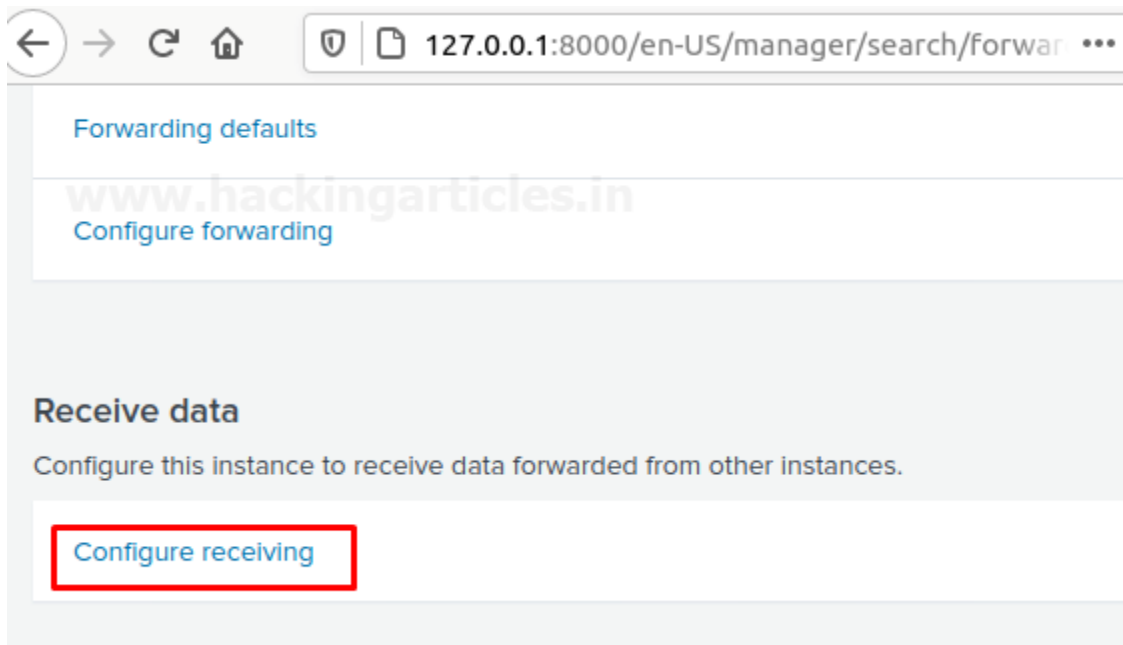 127.0.0.1:8000/en-US/manager/search/forwar
Forwarding defaults
www.hackingarticles.in
Configure forwarding
Receive data
Configure this instance to receive data forwarded from other instances.
Configure receiving